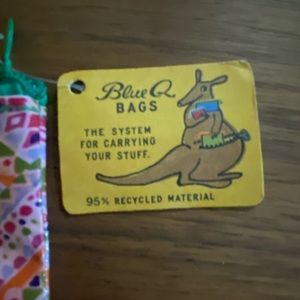 Blue Q
BAGS
THE SYSTEM
FOR CARRYING
YOUR STUFF.
95% RECYCLED MATERIAL